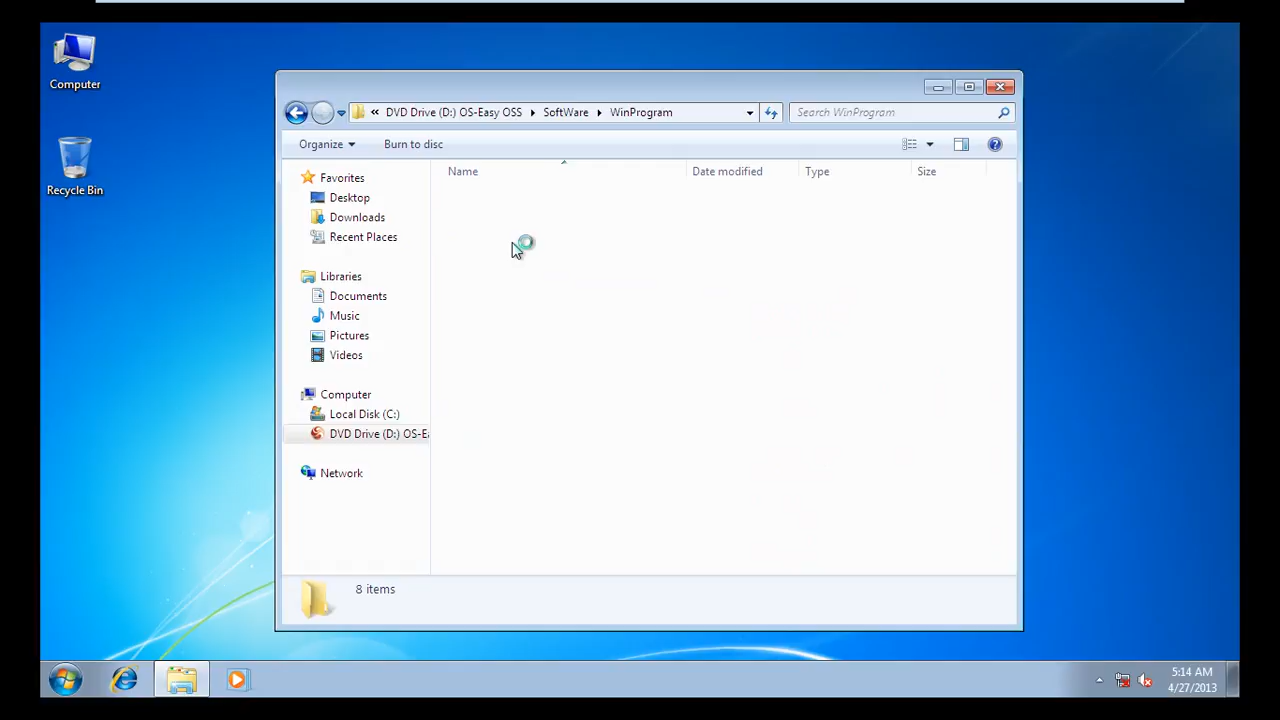 Computer
Recycle Bin
« DVD Drive (D:) OS-Easy OSS SoftWare WinProgram
Search WinProgram
Organize
Burn to disc
Name
Date modified
Type
Size
Favorites
Desktop
Downloads
Recent Places
Libraries
Documents
Music
Pictures
Videos
Computer
Local Disk (C:)
DVD Drive (D:) OS-Ea
Network
8 items
5:14 AM
4/27/2013